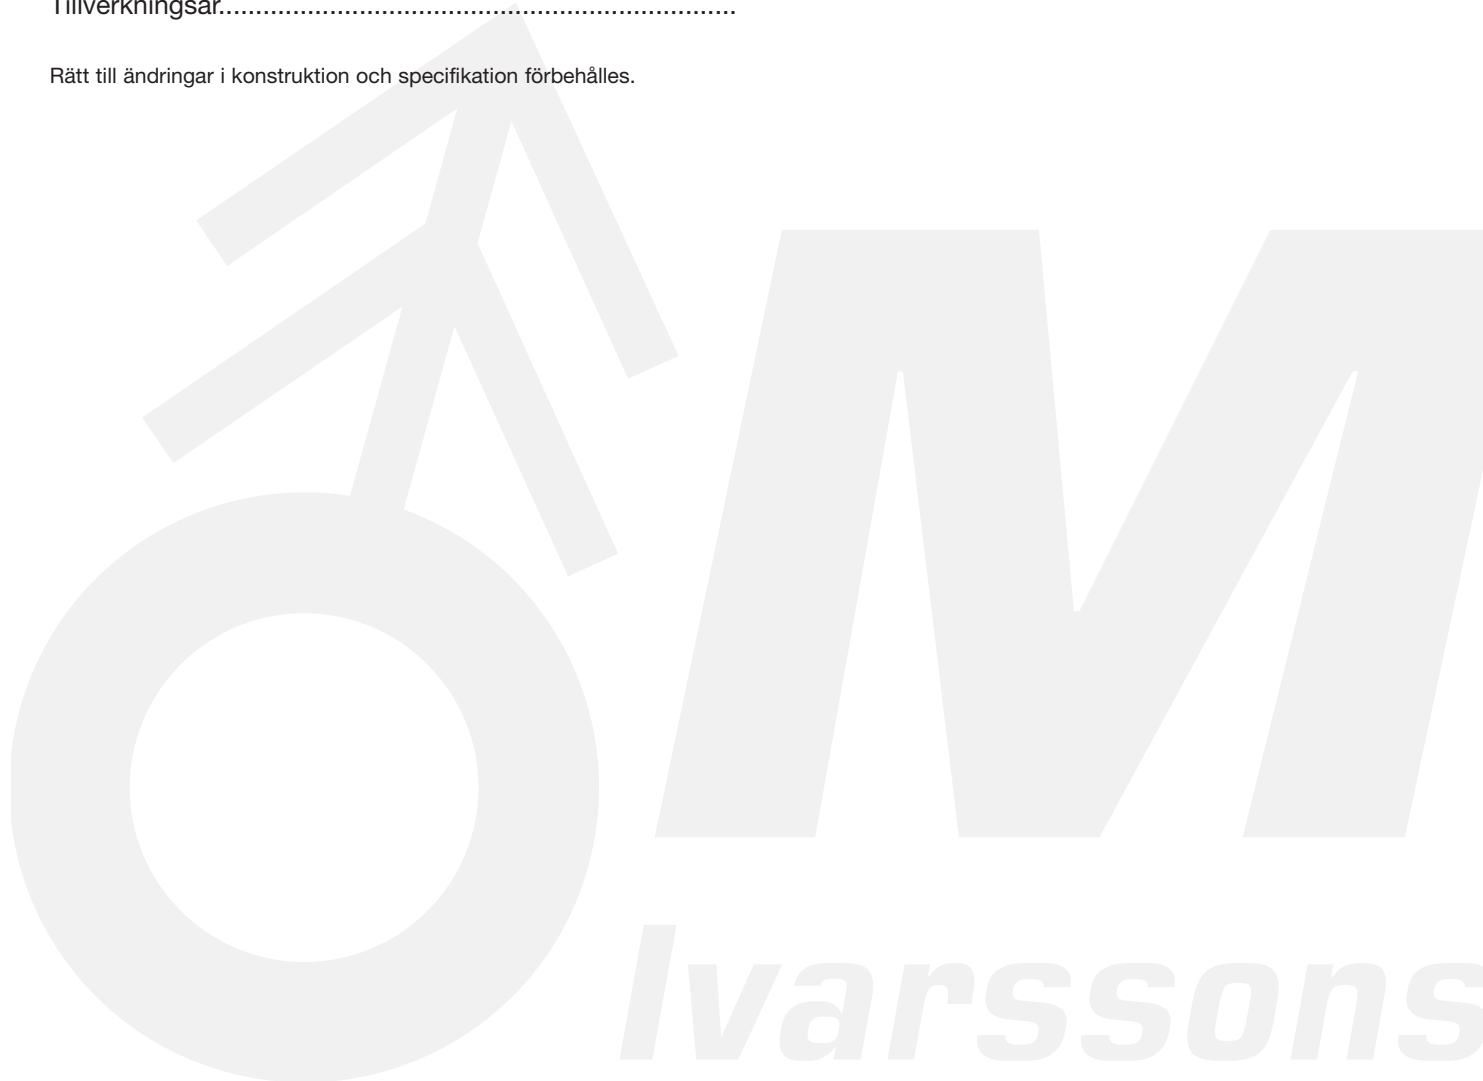 Tillverkningsår......................................................................
Rätt till ändringar i konstruktion och specifikation förbehålles.
M
Ivarssons